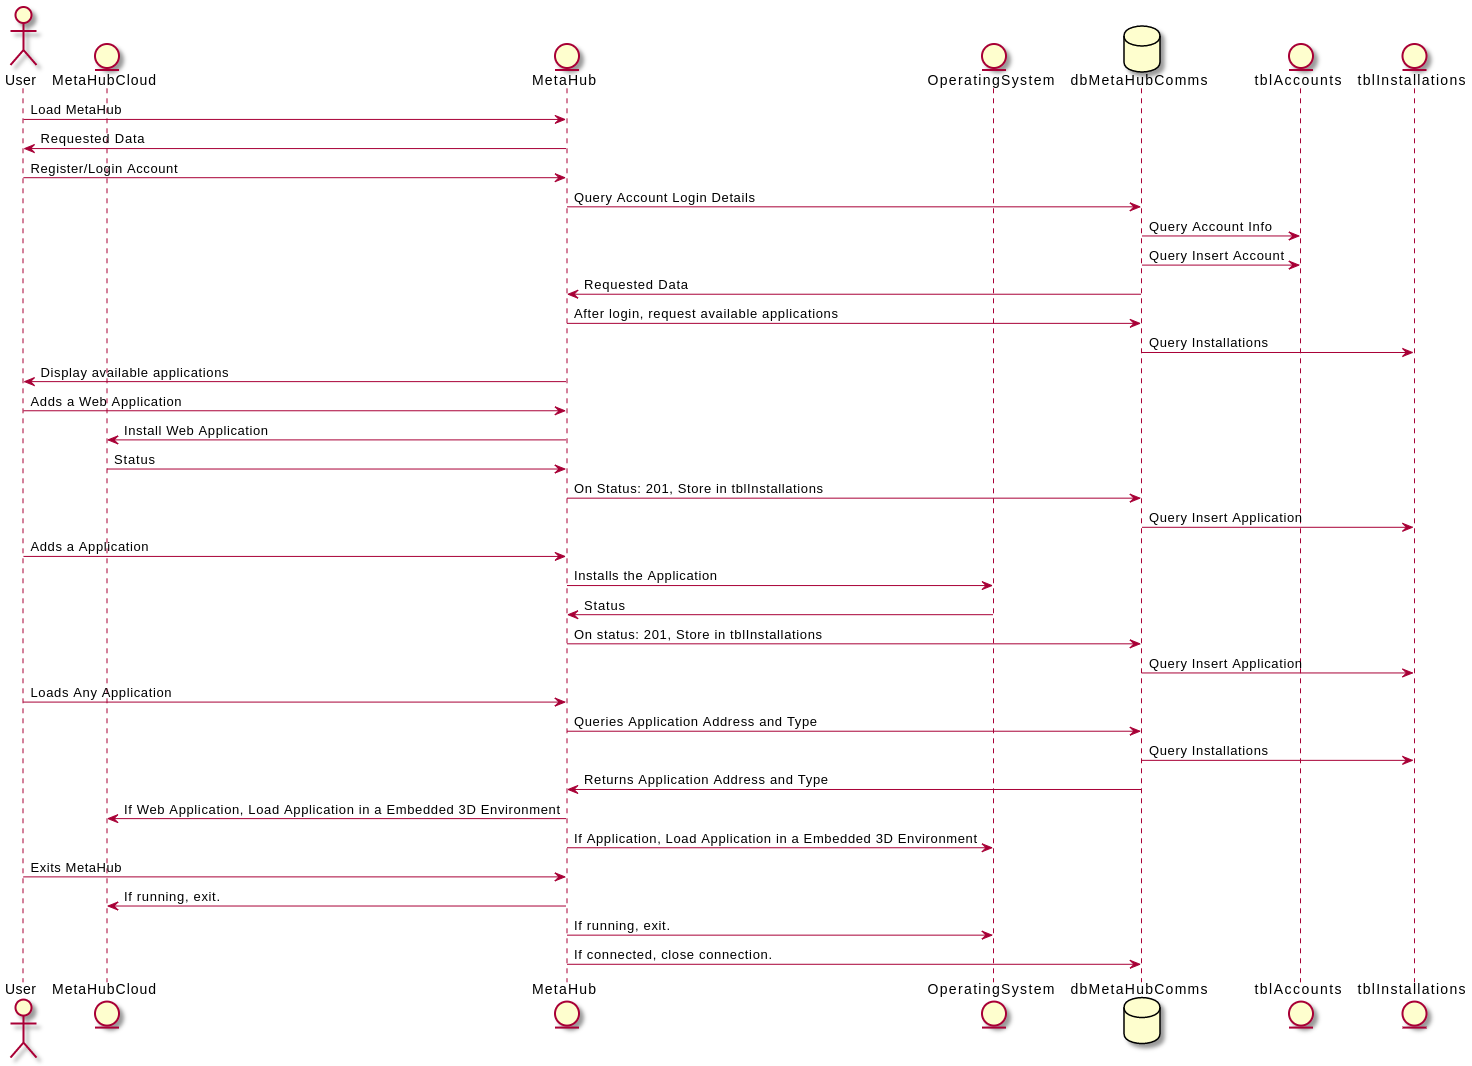 User MetaHubCloud MetaHub OperatingSystem dbMetaHubComms tblAccounts tblInstallations
Load MetaHub
Requested Data
Register/Login Account
Query Account Login Details
Query Account Info
Query Insert Account
Requested Data
After login, request available applications
Query Installations
Display available applications
Adds a Web Application
Install Web Application
Status
On Status: 201, Store in tblInstallations
Query Insert Application
Adds a Application
Installs the Application
Status
On status: 201, Store in tblInstallations
Query Insert Application
Loads Any Application
Queries Application Address and Type
Query Installations
Returns Application Address and Type
If Web Application, Load Application in a Embedded 3D Environment
If Application, Load Application in a Embedded 3D Environment
Exits MetaHub
If running, exit.
If running, exit.
If connected, close connection.
User MetaHubCloud MetaHub OperatingSystem dbMetaHubComms tblAccounts tblInstallations